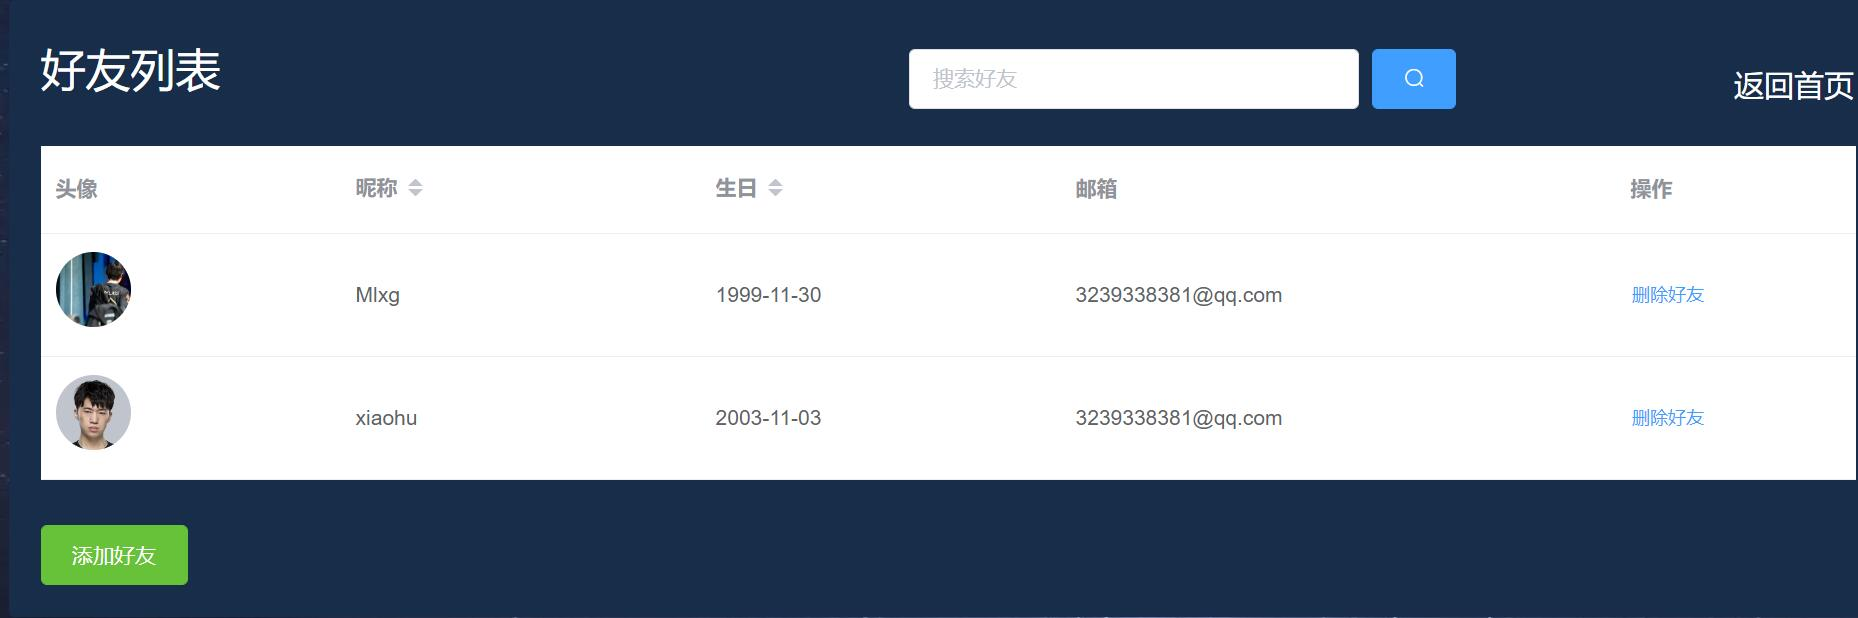 好友列表
搜索好友
返回首页
头像 昵称 生日 邮箱 操作
Mlxg 1999-11-30 3239338381@qq.com 删除好友
xiaohu 2003-11-03 3239338381@qq.com 删除好友
添加好友